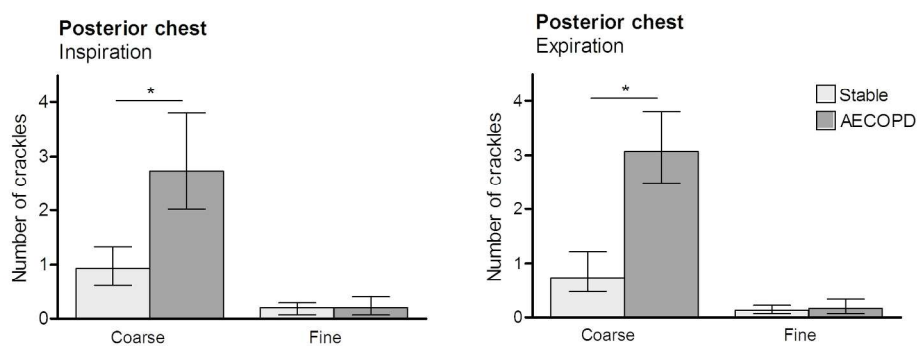 Posterior chest
Inspiration
Number of crackles
4
3
2
1
0
*
Coarse
Fine
Posterior chest
Expiration
Number of crackles
4
3
2
1
0
*
Coarse
Fine
Stable
AECOPD